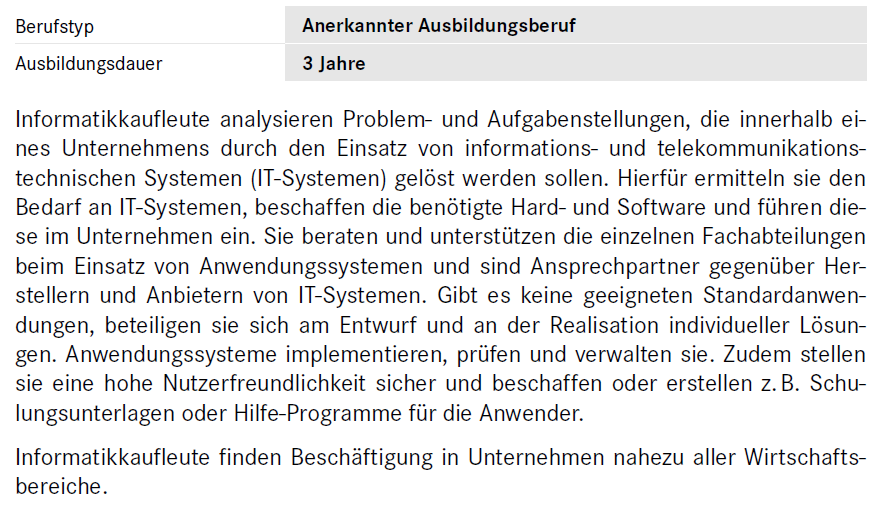 Berufstyp Anerkannter Ausbildungsberuf
Ausbildungsdauer 3 Jahre
Informatikkaufleute analysieren Problem- und Aufgabenstellungen, die innerhalb ei-
nes Unternehmens durch den Einsatz von informations- und telekommunikations-
technischen Systemen (IT-Systemen) gelöst werden sollen. Hierfür ermitteln sie den
Bedarf an IT-Systemen, beschaffen die benötigte Hard- und Software und führen die-
se im Unternehmen ein. Sie beraten und unterstützen die einzelnen Fachabteilungen
beim Einsatz von Anwendungssystemen und sind Ansprechpartner gegenüber Her-
stellern und Anbietern von IT-Systemen. Gibt es keine geeigneten Standardanwen-
dungen, beteiligen sie sich am Entwurf und an der Realisation individueller Lösun-
gen. Anwendungssysteme implementieren, prüfen und verwalten sie. Zudem stellen
sie eine hohe Nutzerfreundlichkeit sicher und beschaffen oder erstellen z. B. Schu-
lungsunterlagen oder Hilfe-Programme für die Anwender.
Informatikkaufleute finden Beschäftigung in Unternehmen nahezu aller Wirtschafts-
bereiche.